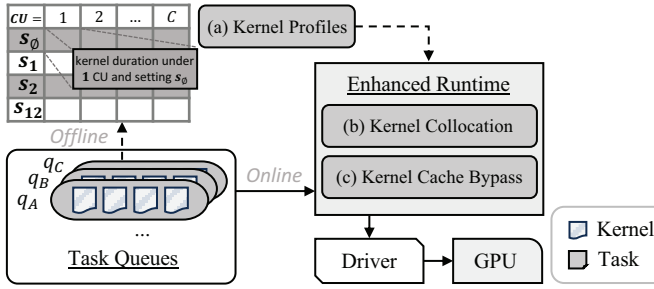 CU = 1 2 ... C
s∅
s1
s2
s12
kernel duration under
1 CU and setting s∅
(a) Kernel Profiles
Enhanced Runtime
(b) Kernel Collocation
(c) Kernel Cache Bypass
Offline
Online
qC
qB
qA
...
Task Queues
Driver
GPU
Kernel
Task